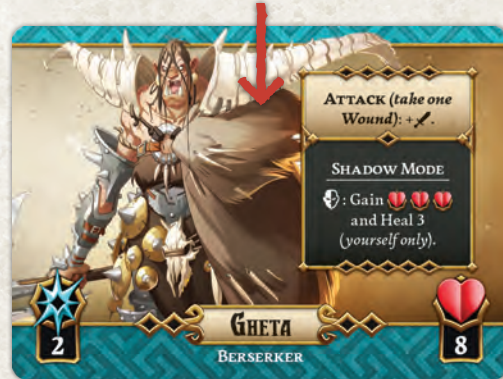 ATTACK (take one
Wound): + .
SHADOW MODE
: Gain
and Heal 3
(yourself only).
2
GHETA
8
BERSERKER